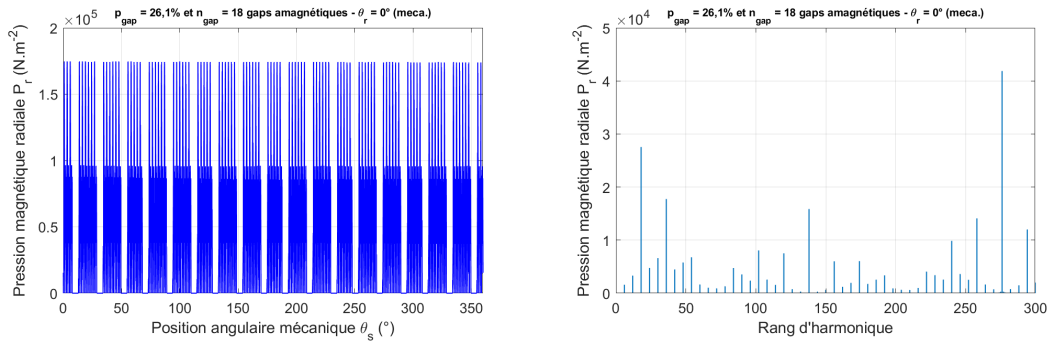 p_gap = 26,1% et n_gap = 18 gaps amagnétiques - θ_r = 0° (meca.)
×10^5
2
1.5
1
0.5
0
Pression magnétique radiale P_r (N.m^-2)
0 50 100 150 200 250 300 350
Position angulaire mécanique θ_s (°)
p_gap = 26,1% et n_gap = 18 gaps amagnétiques - θ_r = 0° (meca.)
×10^4
5
4
3
2
1
0
Pression magnétique radiale P_r (N.m^-2)
0 50 100 150 200 250 300
Rang d'harmonique